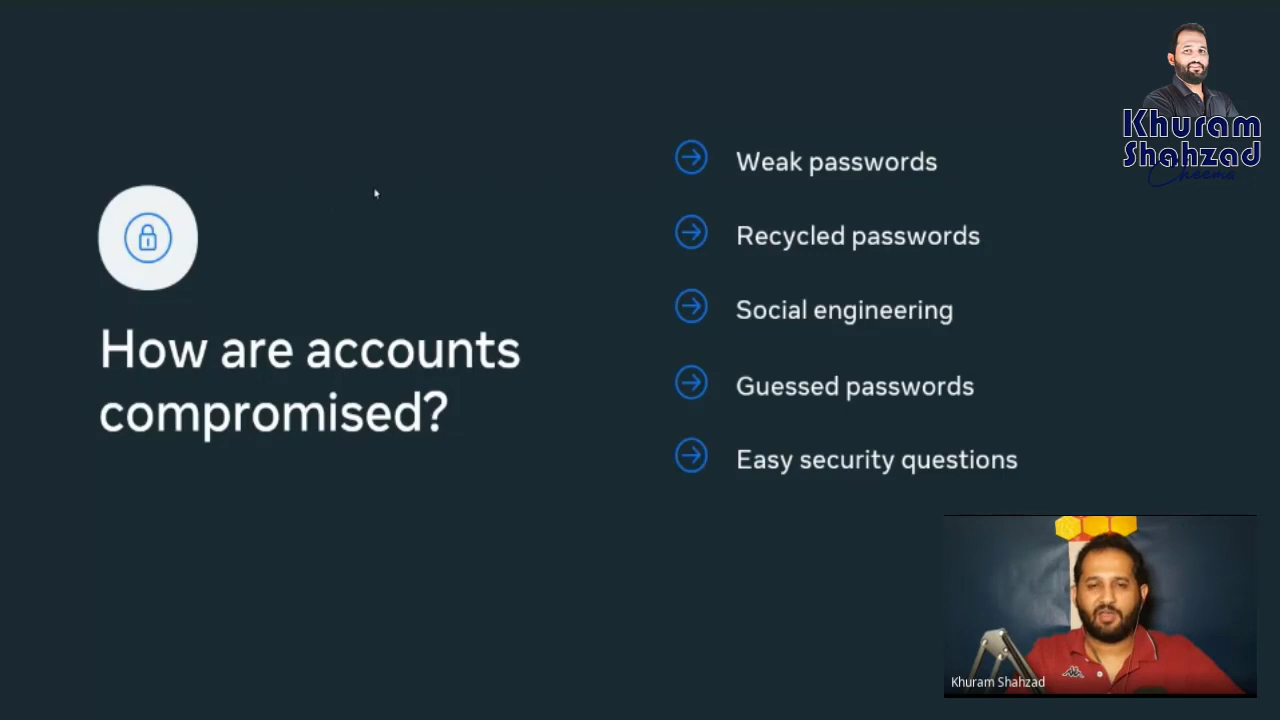 How are accounts
compromised?
Weak passwords
Recycled passwords
Social engineering
Guessed passwords
Easy security questions
Khuram
Shahzad
Cheema
Khuram Shahzad